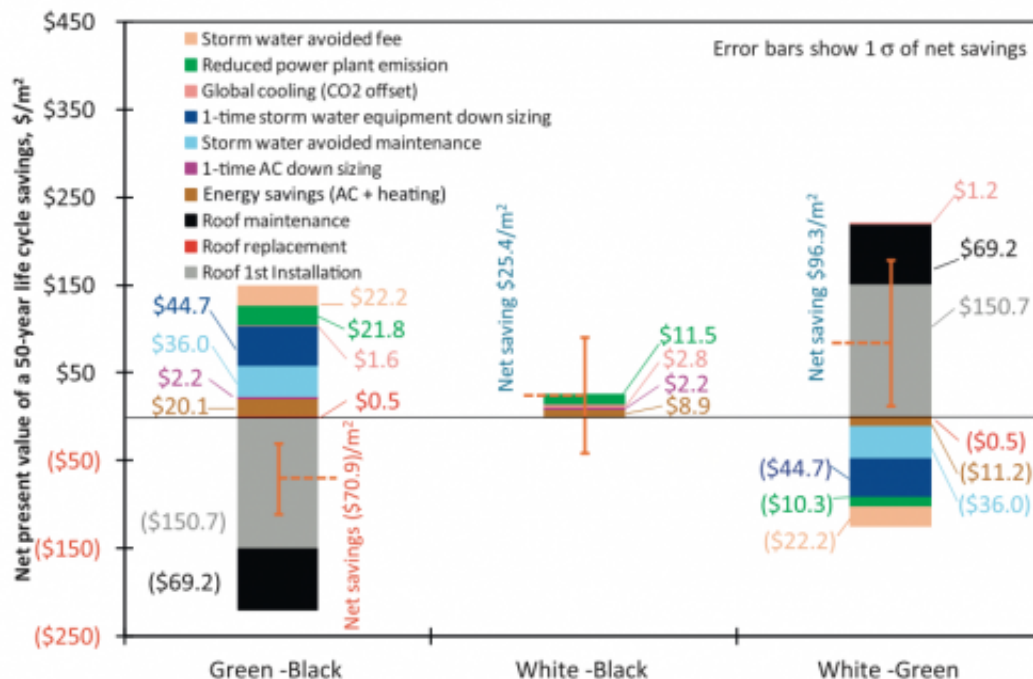 Net present value of a 50-year life cycle savings, $/m²
$450
$350
$250
$150
$50
($50)
($150)
($250)
Storm water avoided fee
Reduced power plant emission
Global cooling (CO2 offset)
1-time storm water equipment down sizing
Storm water avoided maintenance
1-time AC down sizing
Energy savings (AC + heating)
Roof maintenance
Roof replacement
Roof 1st Installation
Error bars show 1 σ of net savings
$44.7
$36.0
$2.2
$20.1
$22.2
$21.8
$1.6
$0.5
($150.7)
($69.2)
Net savings ($70.9)/m²
Net saving $25.4/m²
$11.5
$2.8
$2.2
$8.9
Net saving $96.3/m²
$1.2
$69.2
$150.7
($0.5)
($11.2)
($36.0)
($44.7)
($10.3)
($22.2)
Green -Black
White -Black
White -Green